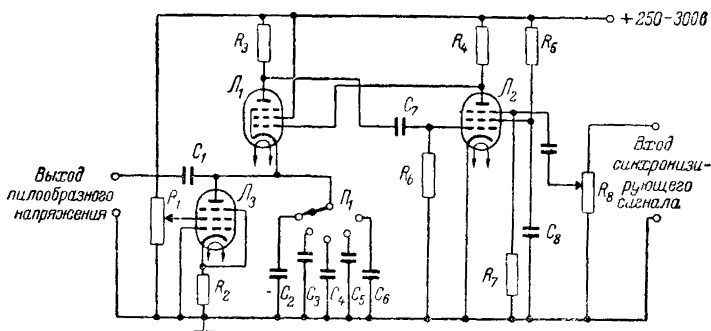 + 250-300в
R₃
R₄
R₅
Л₁
Л₂
C₇
C₁
Выход
пилообразного
напряжения
R₁
Л₃
П₁
R₆
Вход
синхронизи-
рующего
сигнала
R₈
C₈
R₂
C₂
C₃
C₄
C₅
C₆
R₇